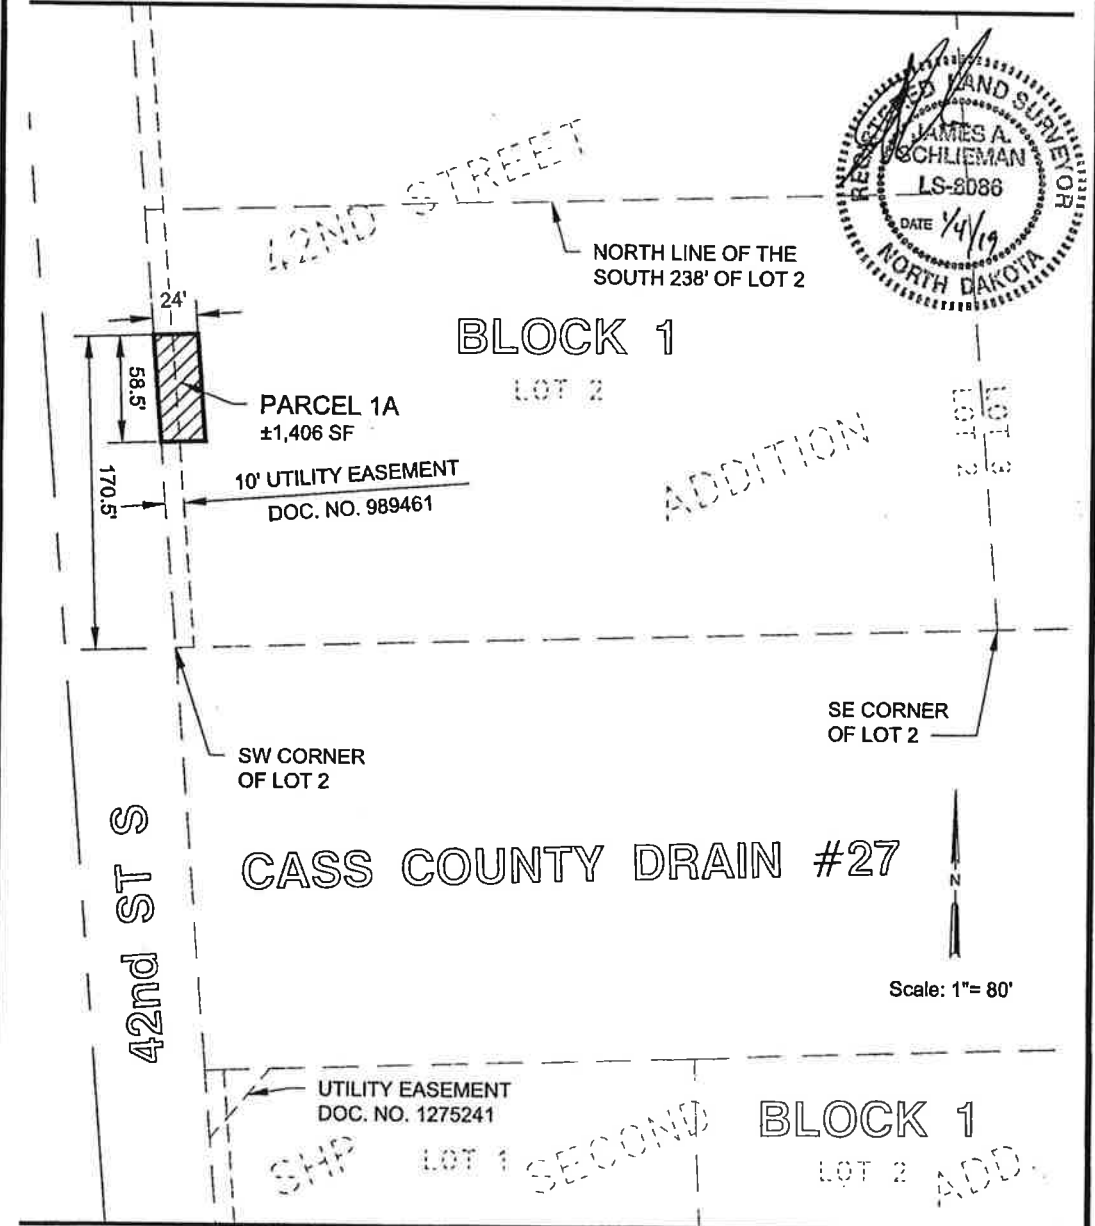 42ND STREET
REGISTERED LAND SURVEYOR
JAMES A.
SCHLIEMAN
LS-8086
DATE 1/4/19
NORTH DAKOTA
NORTH LINE OF THE
SOUTH 238' OF LOT 2
24'
BLOCK 1
LOT 2
58.5'
PARCEL 1A
±1,406 SF
LOT 2
LOT 3
ADDITION
170.5'
10' UTILITY EASEMENT
DOC. NO. 989461
SE CORNER
OF LOT 2
SW CORNER
OF LOT 2
42nd ST S
CASS COUNTY DRAIN #27
N
Scale: 1"= 80'
UTILITY EASEMENT
DOC. NO. 1275241
BLOCK 1
SHP SECOND ADD.
LOT 1
LOT 2